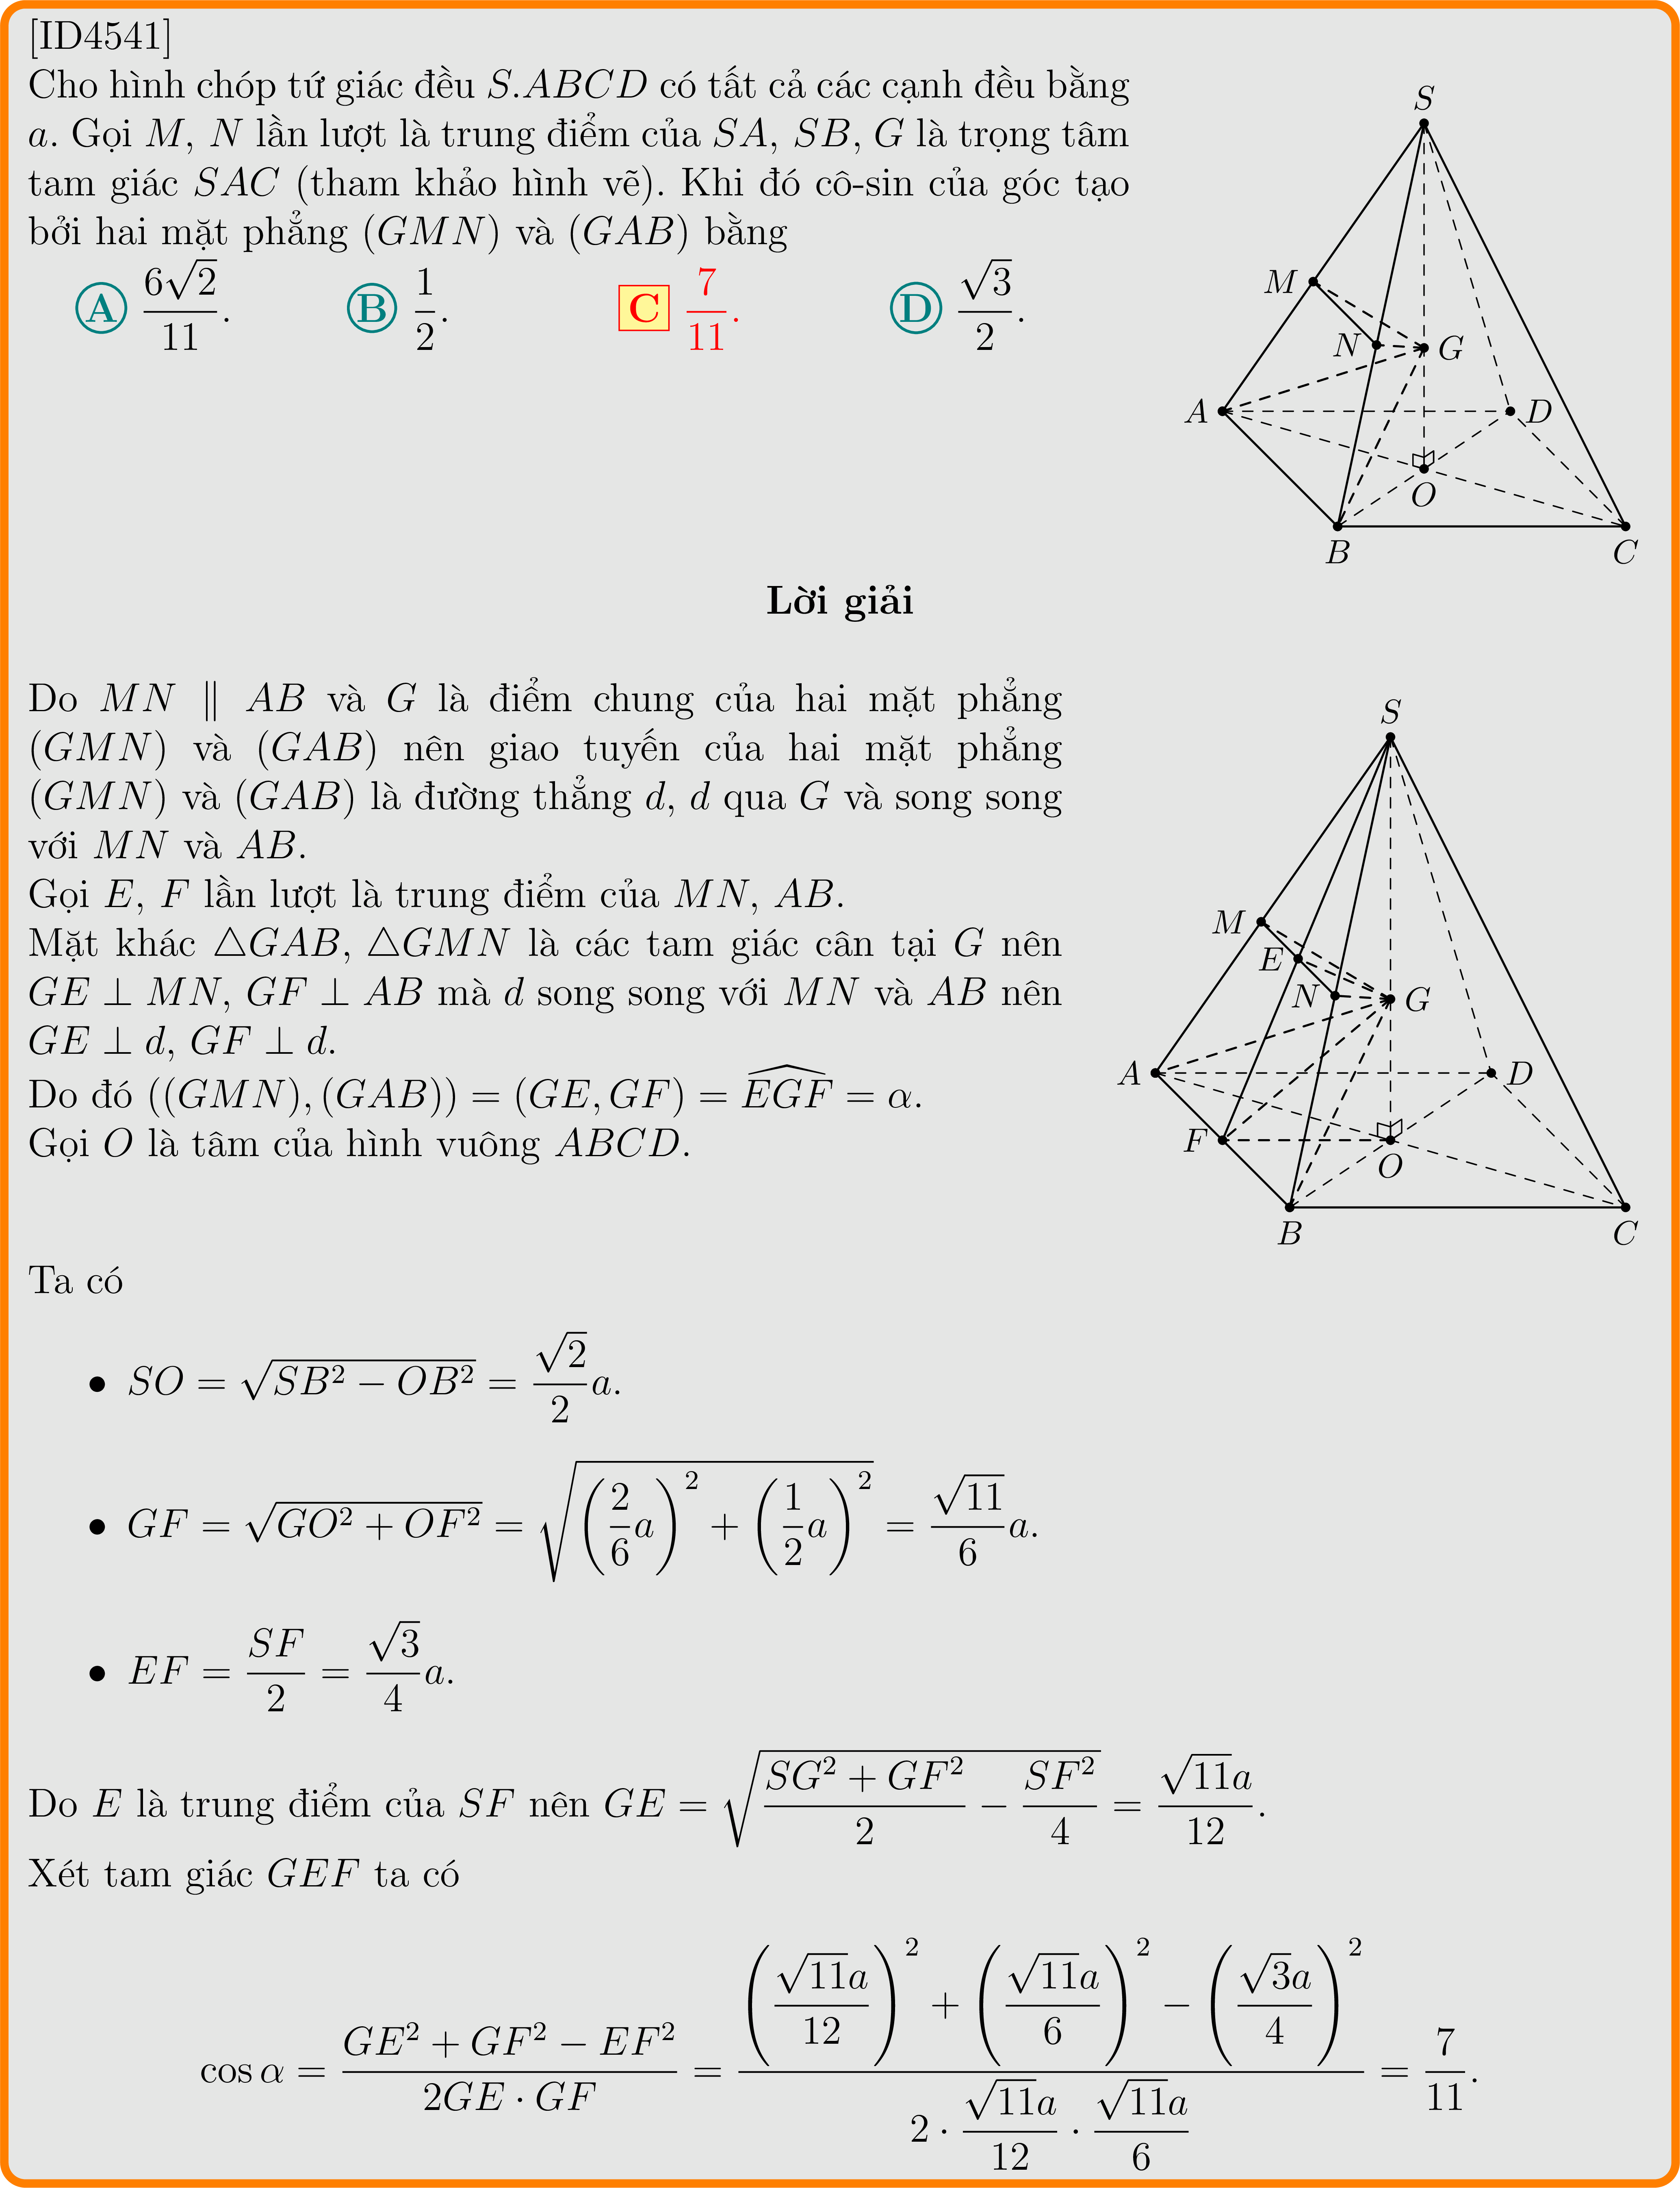 [ID4541]
Cho hình chóp tứ giác đều S.ABCD có tất cả các cạnh đều bằng
a. Gọi M, N lần lượt là trung điểm của SA, SB, G là trọng tâm
tam giác SAC (tham khảo hình vẽ). Khi đó cô-sin của góc tạo
bởi hai mặt phẳng (GMN) và (GAB) bằng
A $\frac{6\sqrt{2}}{11}$. B $\frac{1}{2}$. C $\frac{7}{11}$. D $\frac{\sqrt{3}}{2}$.
S
M
N
G
A
D
O
B
C
Lời giải
Do MN ∥ AB và G là điểm chung của hai mặt phẳng
(GMN) và (GAB) nên giao tuyến của hai mặt phẳng
(GMN) và (GAB) là đường thẳng d, d qua G và song song
với MN và AB.
Gọi E, F lần lượt là trung điểm của MN, AB.
Mặt khác △GAB, △GMN là các tam giác cân tại G nên
GE ⊥ MN, GF ⊥ AB mà d song song với MN và AB nên
GE ⊥ d, GF ⊥ d.
Do đó ((GMN), (GAB)) = (GE, GF) = $\widehat{EGF}$ = α.
Gọi O là tâm của hình vuông ABCD.
S
M
E
N
G
A
D
F
O
B
C
Ta có
• $SO = \sqrt{SB^2 - OB^2} = \frac{\sqrt{2}}{2}a$.
• $GF = \sqrt{GO^2 + OF^2} = \sqrt{\left(\frac{2}{6}a\right)^2 + \left(\frac{1}{2}a\right)^2} = \frac{\sqrt{11}}{6}a$.
• $EF = \frac{SF}{2} = \frac{\sqrt{3}}{4}a$.
Do E là trung điểm của SF nên $GE = \sqrt{\frac{SG^2 + GF^2}{2} - \frac{SF^2}{4}} = \frac{\sqrt{11}a}{12}$.
Xét tam giác GEF ta có
$\cos\alpha = \frac{GE^2 + GF^2 - EF^2}{2GE \cdot GF} = \frac{\left(\frac{\sqrt{11}a}{12}\right)^2 + \left(\frac{\sqrt{11}a}{6}\right)^2 - \left(\frac{\sqrt{3}a}{4}\right)^2}{2 \cdot \frac{\sqrt{11}a}{12} \cdot \frac{\sqrt{11}a}{6}} = \frac{7}{11}$.